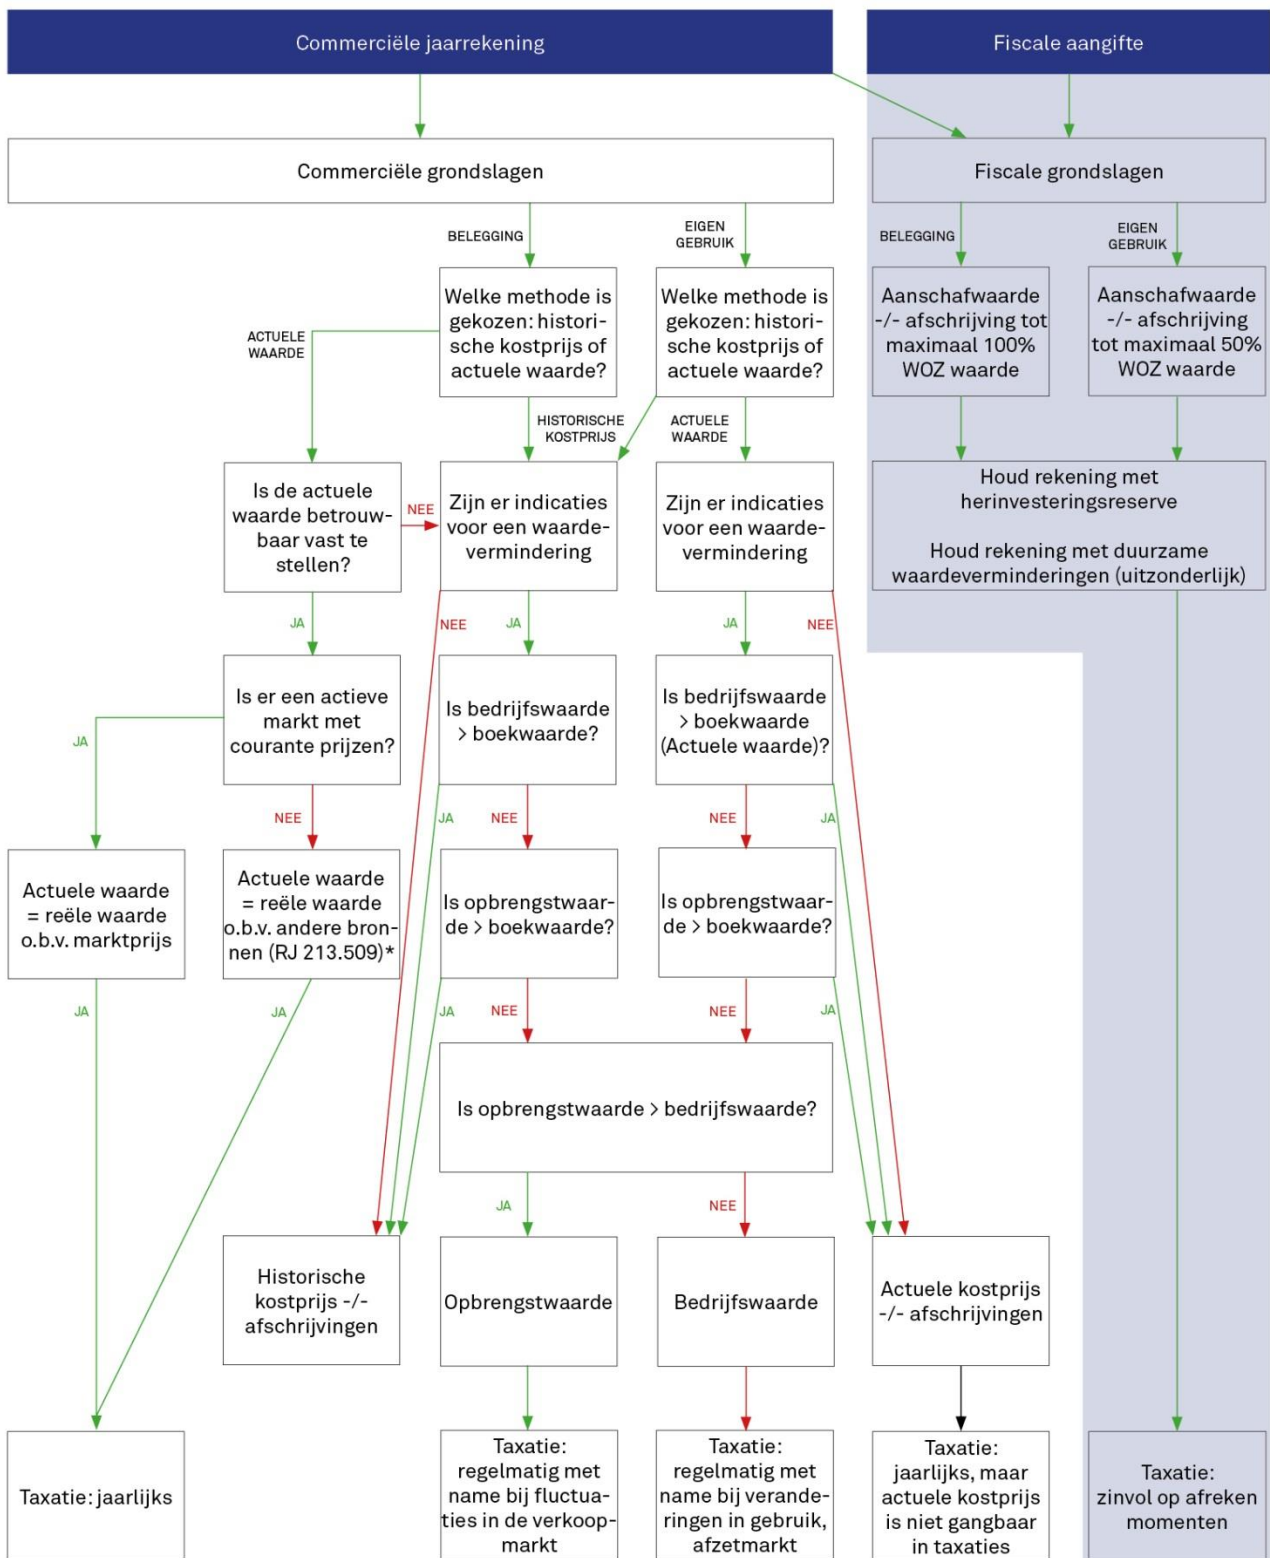 Commerciële jaarrekening
Fiscale aangifte
Commerciële grondslagen
Fiscale grondslagen
BELEGGING
EIGEN
GEBRUIK
BELEGGING
EIGEN
GEBRUIK
Welke methode is
gekozen: histori-
sche kostprijs of
actuele waarde?
Welke methode is
gekozen: histori-
sche kostprijs of
actuele waarde?
Aanschafwaarde
-/- afschrijving tot
maximaal 100%
WOZ waarde
Aanschafwaarde
-/- afschrijving
tot maximaal 50%
WOZ waarde
ACTUELE
WAARDE
HISTORISCHE
KOSTPRIJS
ACTUELE
WAARDE
Is de actuele
waarde betrouw-
baar vast te
stellen?
NEE
Zijn er indicaties
voor een waarde-
vermindering
Zijn er indicaties
voor een waarde-
vermindering
Houd rekening met
herinvesteringsreserve
Houd rekening met duurzame
waardeverminderingen (uitzonderlijk)
JA
NEE
JA
JA
NEE
Is er een actieve
markt met
courante prijzen?
Is bedrijfswaarde
> boekwaarde?
Is bedrijfswaarde
> boekwaarde
(Actuele waarde)?
JA
NEE
JA
NEE
NEE
JA
Actuele waarde
= reële waarde
o.b.v. marktprijs
Actuele waarde
= reële waarde
o.b.v. andere bron-
nen (RJ 213.509)*
Is opbrengstwaar-
de > boekwaarde?
Is opbrengstwaar-
de > boekwaarde?
JA
JA
JA
NEE
NEE
JA
Is opbrengstwaarde > bedrijfswaarde?
JA
NEE
Historische
kostprijs -/-
afschrijvingen
Opbrengstwaarde
Bedrijfswaarde
Actuele kostprijs
-/- afschrijvingen
Taxatie: jaarlijks
Taxatie:
regelmatig met
name bij fluctua-
ties in de verkoop-
markt
Taxatie:
regelmatig met
name bij verande-
ringen in gebruik,
afzetmarkt
Taxatie:
jaarlijks, maar
actuele kostprijs
is niet gangbaar
in taxaties
Taxatie:
zinvol op afreken
momenten